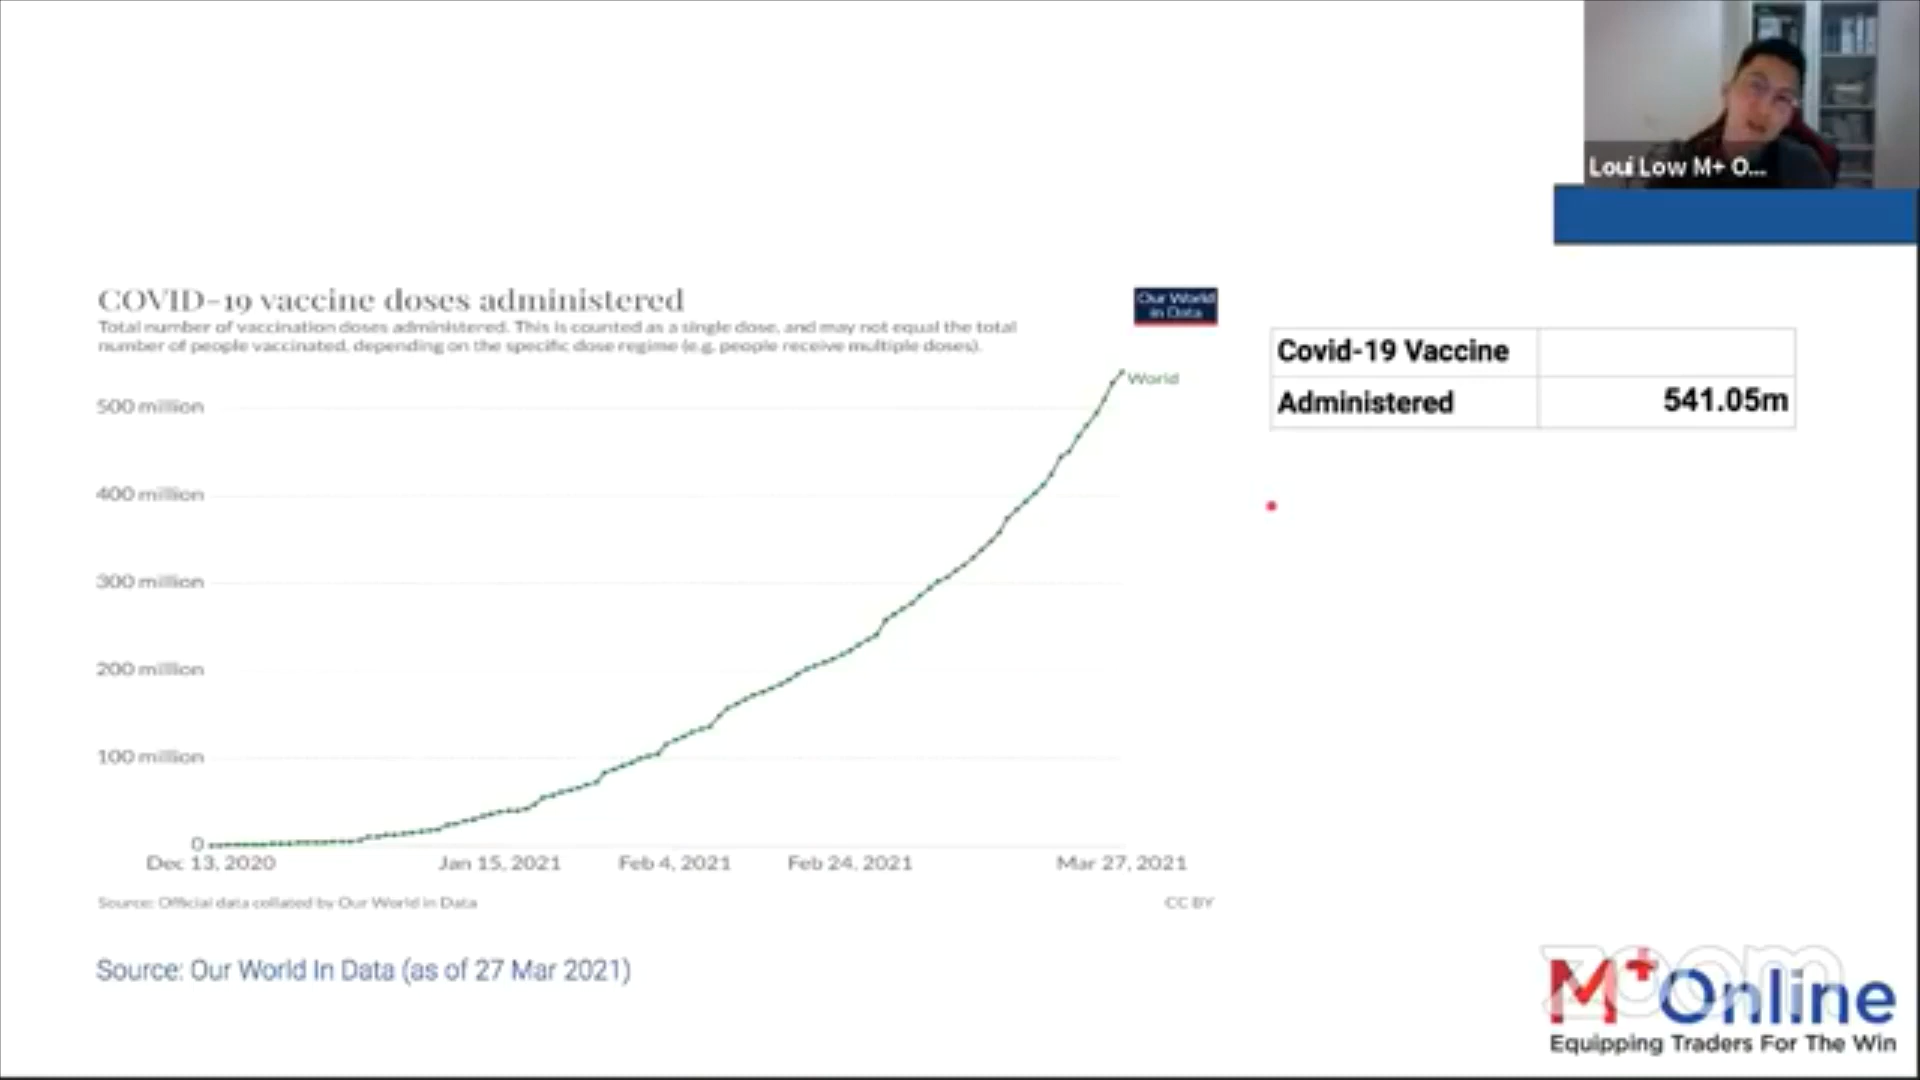 Loui Low M+ O...
COVID-19 vaccine doses administered
Our World
in Data
Total number of vaccination doses administered. This is counted as a single dose, and may not equal the total
number of people vaccinated, depending on the specific dose regime (e.g. people receive multiple doses).
World
500 million
400 million
300 million
200 million
100 million
0
Dec 13, 2020
Jan 15, 2021
Feb 4, 2021
Feb 24, 2021
Mar 27, 2021
Source: Official data collated by Our World in Data
CC BY
Covid-19 Vaccine
Administered 541.05m
Source: Our World In Data (as of 27 Mar 2021)
zoom
M+Online
Equipping Traders For The Win